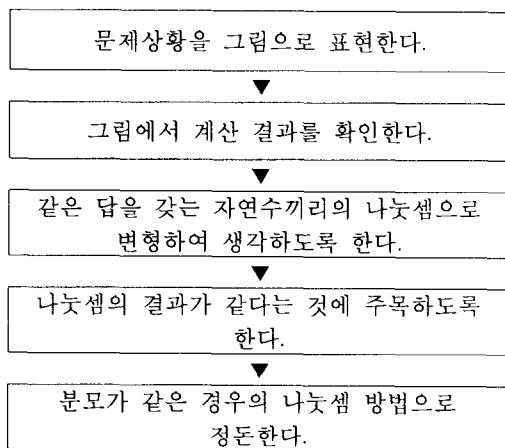 문제상황을 그림으로 표현한다.
▼
그림에서 계산 결과를 확인한다.
▼
같은 답을 갖는 자연수끼리의 나눗셈으로
변형하여 생각하도록 한다.
▼
나눗셈의 결과가 같다는 것에 주목하도록
한다.
▼
분모가 같은 경우의 나눗셈 방법으로
정돈한다.